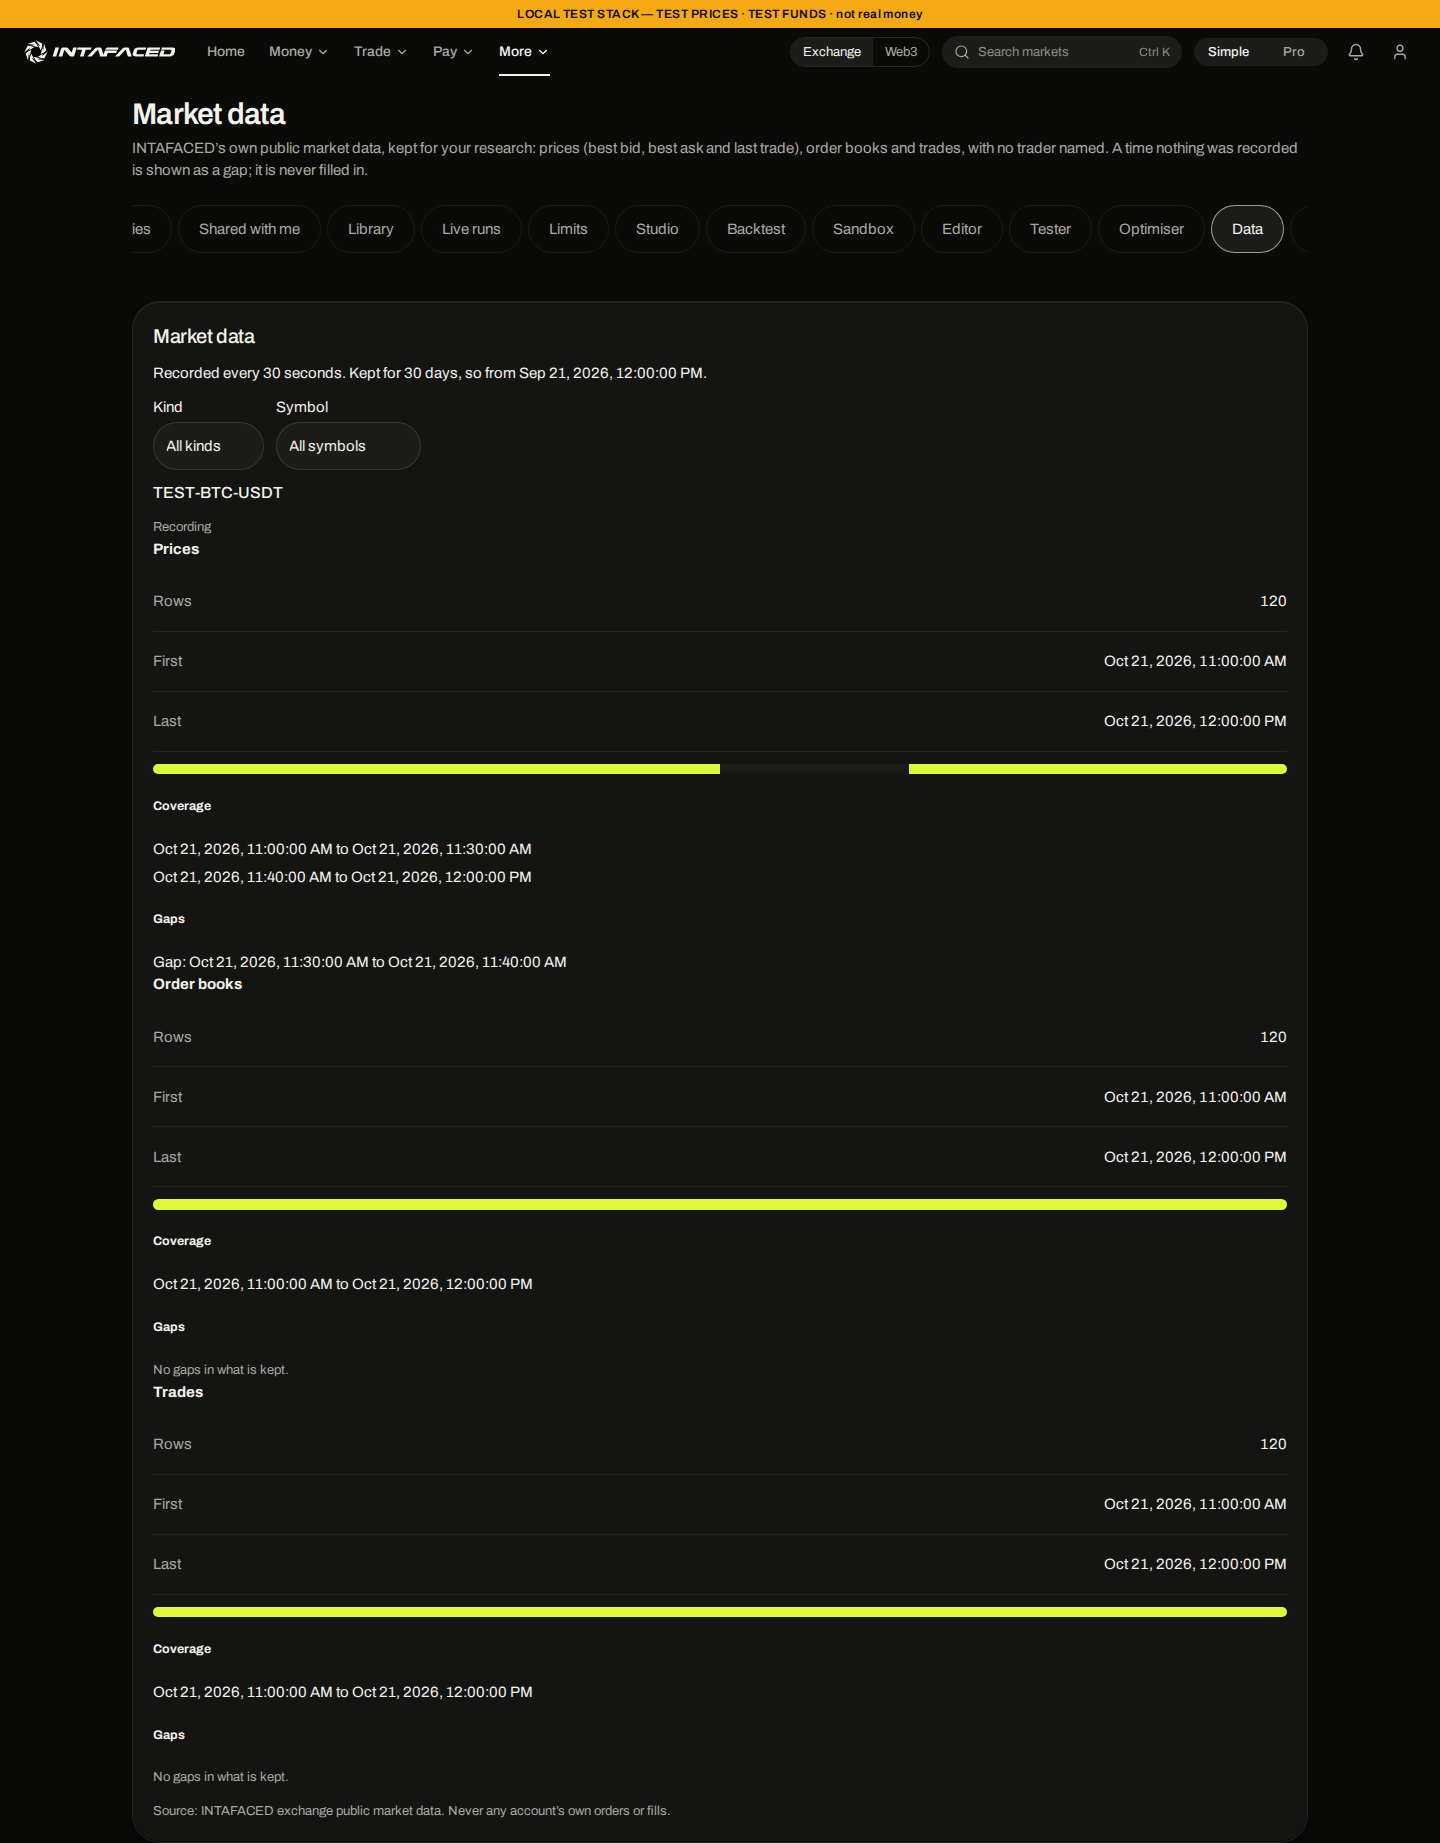 LOCAL TEST STACK — TEST PRICES · TEST FUNDS · not real money
INTAFACED Home Money Trade Pay More Exchange Web3 Search markets Ctrl K Simple Pro
Market data
INTAFACED’s own public market data, kept for your research: prices (best bid, best ask and last trade), order books and trades, with no trader named. A time nothing was recorded
is shown as a gap; it is never filled in.
ies Shared with me Library Live runs Limits Studio Backtest Sandbox Editor Tester Optimiser Data
Market data
Recorded every 30 seconds. Kept for 30 days, so from Sep 21, 2026, 12:00:00 PM.
Kind Symbol
All kinds All symbols
TEST-BTC-USDT
Recording
Prices
Rows 120
First Oct 21, 2026, 11:00:00 AM
Last Oct 21, 2026, 12:00:00 PM
Coverage
Oct 21, 2026, 11:00:00 AM to Oct 21, 2026, 11:30:00 AM
Oct 21, 2026, 11:40:00 AM to Oct 21, 2026, 12:00:00 PM
Gaps
Gap: Oct 21, 2026, 11:30:00 AM to Oct 21, 2026, 11:40:00 AM
Order books
Rows 120
First Oct 21, 2026, 11:00:00 AM
Last Oct 21, 2026, 12:00:00 PM
Coverage
Oct 21, 2026, 11:00:00 AM to Oct 21, 2026, 12:00:00 PM
Gaps
No gaps in what is kept.
Trades
Rows 120
First Oct 21, 2026, 11:00:00 AM
Last Oct 21, 2026, 12:00:00 PM
Coverage
Oct 21, 2026, 11:00:00 AM to Oct 21, 2026, 12:00:00 PM
Gaps
No gaps in what is kept.
Source: INTAFACED exchange public market data. Never any account’s own orders or fills.